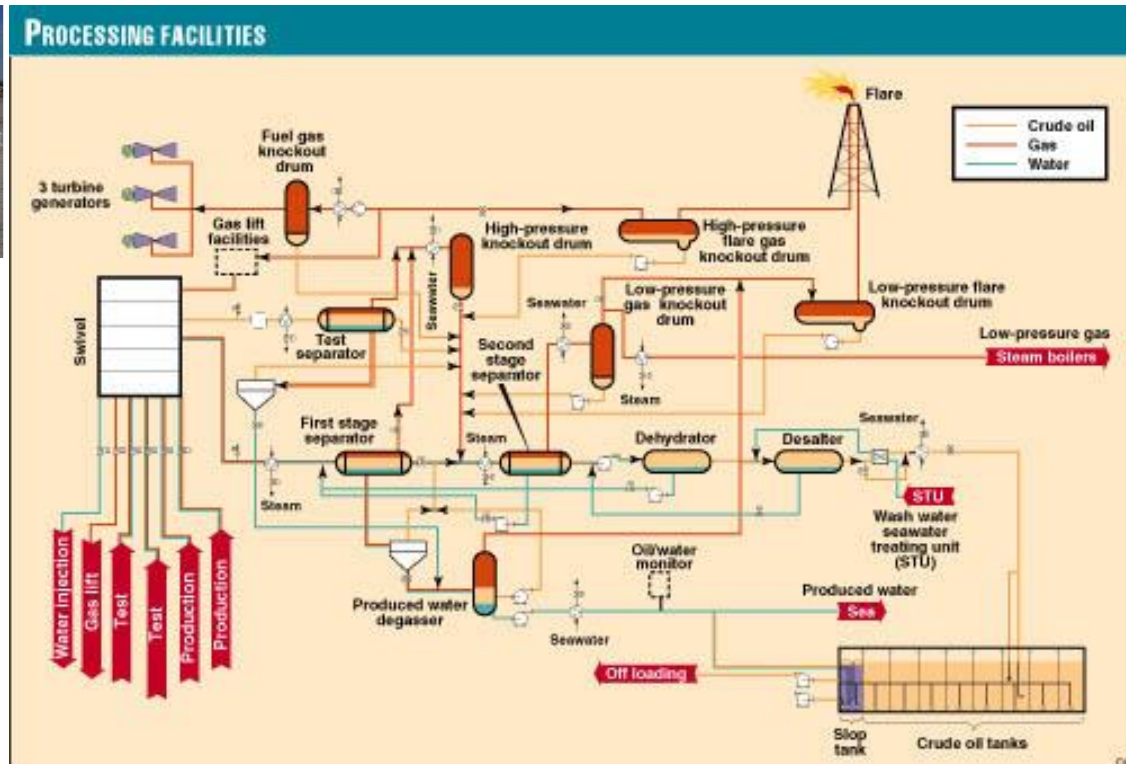 PROCESSING FACILITIES
Flare
Crude oil
Gas
Water
Fuel gas
knockout
drum
3 turbine
generators
Gas lift
facilities
High-pressure
knockout drum
High-pressure
flare gas
knockout drum
Seawater
Seawater
Low-pressure
gas knockout
drum
Low-pressure flare
knockout drum
Low-pressure gas
Steam boilers
Swivel
Test
separator
Second
stage
separator
Steam
First stage
separator
Steam
Dehydrator
Desalter
Seawater
Steam
STU
Wash water
seawater
treating unit
(STU)
Oil/water
monitor
Produced water
degasser
Seawater
Produced water
Sea
Off loading
Water injection
Gas lift
Test
Test
Production
Production
Slop
tank
Crude oil tanks